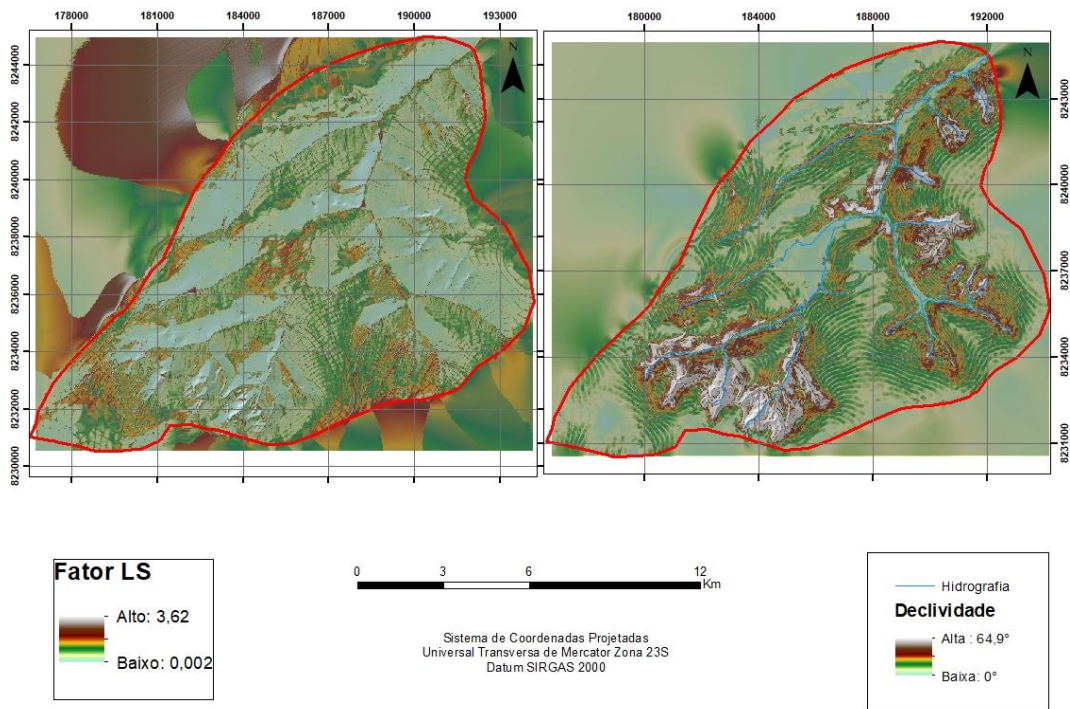 178000 181000 184000 187000 190000 193000
8244000
8242000
8240000
8238000
8236000
8234000
8232000
8230000
N
180000 184000 188000 192000
8243000
8240000
8237000
8234000
8231000
N
Fator LS
Alto: 3,62
Baixo: 0,002
0 3 6 12
Km
Sistema de Coordenadas Projetadas
Universal Transversa de Mercator Zona 23S
Datum SIRGAS 2000
Hidrografia
Declividade
Alta : 64,9°
Baixa: 0°